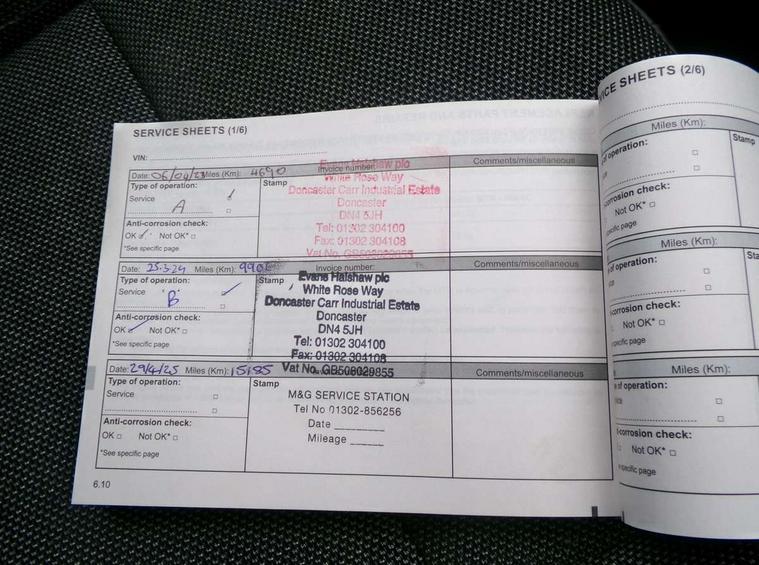 SERVICE SHEETS (1/6)
VIN:
Date: 06/04/23 Miles (Km): 4690 Invoice number: Comments/miscellaneous
Type of operation:
Service
A
Anti-corrosion check:
OK Not OK*
*See specific page
Stamp
Evans Halshaw plc
White Rose Way
Doncaster Carr Industrial Estate
Doncaster
DN4 5JH
Tel: 01302 304100
Fax: 01302 304108
Vat No. GB508029855
Date: 25-3-24 Miles (Km): Invoice number: Comments/miscellaneous
Type of operation:
Service 'B'
Anti-corrosion check:
OK Not OK*
*See specific page
Stamp
Evans Halshaw plc
White Rose Way
Doncaster Carr Industrial Estate
Doncaster
DN4 5JH
Tel: 01302 304100
Fax: 01302 304108
Vat No. GB508029855
Date: 29/4/25 Miles (Km): 15185 Comments/miscellaneous
Type of operation:
Service
Anti-corrosion check:
OK Not OK*
*See specific page
Stamp
M&G SERVICE STATION
Tel No 01302-856256
Date
Mileage
6.10
ICE SHEETS (2/6)
Miles (Km):
of operation:
Stamp
corrosion check:
Not OK*
specific page
Miles (Km):
of operation:
Sta
corrosion check:
Not OK*
specific page
Miles (Km):
of operation:
corrosion check:
Not OK*
specific page